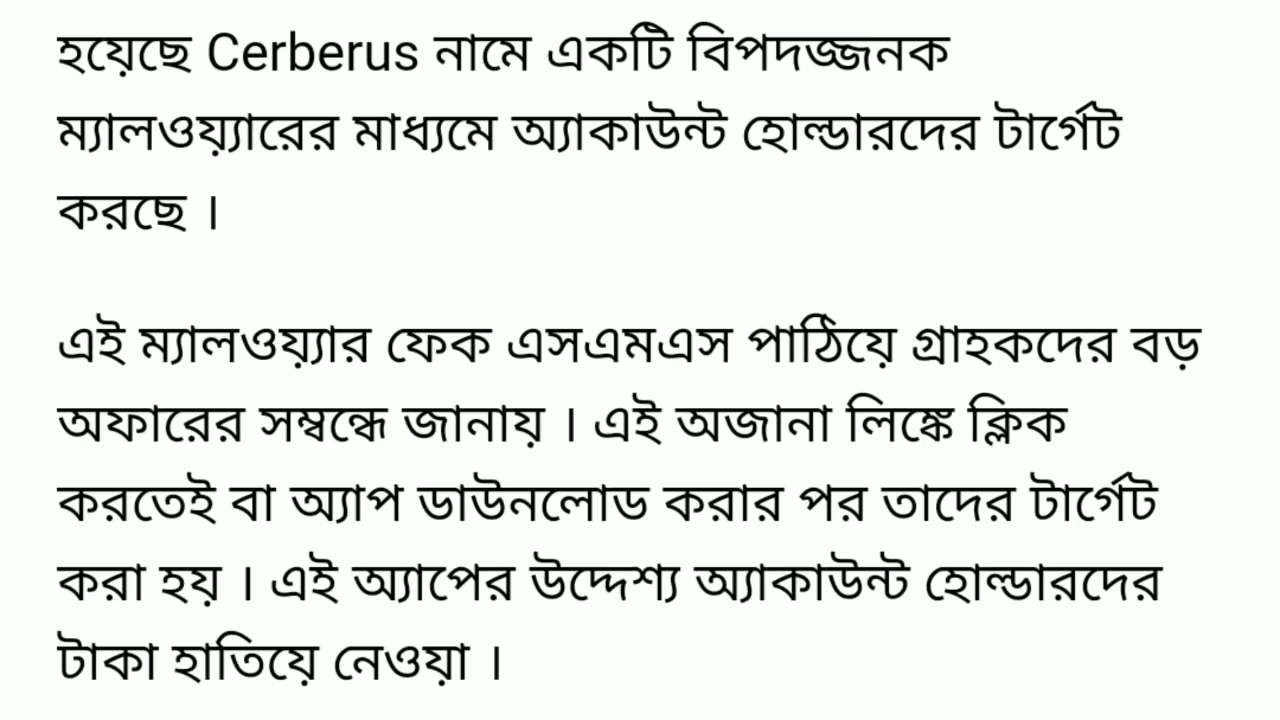 হয়েছে Cerberus নামে একটি বিপদজ্জনক
ম্যালওয়্যারের মাধ্যমে অ্যাকাউন্ট হোল্ডারদের টার্গেট
করছে ।
এই ম্যালওয়্যার ফেক এসএমএস পাঠিয়ে গ্রাহকদের বড়
অফারের সম্বন্ধে জানায় । এই অজানা লিঙ্কে ক্লিক
করতেই বা অ্যাপ ডাউনলোড করার পর তাদের টার্গেট
করা হয় । এই অ্যাপের উদ্দেশ্য অ্যাকাউন্ট হোল্ডারদের
টাকা হাতিয়ে নেওয়া ।